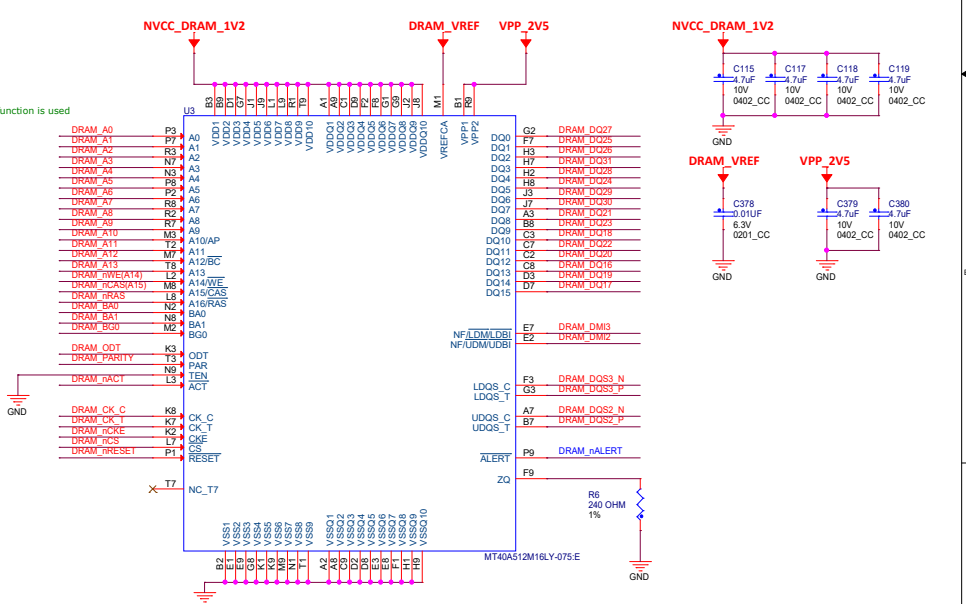 NVCC_DRAM_1V2
DRAM_VREF
VPP_2V5
NVCC_DRAM_1V2
unction is used
U3
B3 B9 D1 G7 J1 J9 L1 L9 R1 T9
A1 A9 C1 D9 F2 F8 G1 G9 J2 J8
M1
B1 R9
VDD1 VDD2 VDD3 VDD4 VDD5 VDD6 VDD7 VDD8 VDD9 VDD10
VDDQ1 VDDQ2 VDDQ3 VDDQ4 VDDQ5 VDDQ6 VDDQ7 VDDQ8 VDDQ9 VDDQ10
VREFCA
VPP1 VPP2
DRAM_A0 P3 A0
DRAM_A1 P7 A1
DRAM_A2 R3 A2
DRAM_A3 N7 A3
DRAM_A4 N3 A4
DRAM_A5 P8 A5
DRAM_A6 P2 A6
DRAM_A7 R8 A7
DRAM_A8 R2 A8
DRAM_A9 R7 A9
DRAM_A10 M3 A10/AP
DRAM_A11 T2 A11
DRAM_A12 M7 A12/BC
DRAM_A13 T8 A13
DRAM_nWE(A14) L2 A14/WE
DRAM_nCAS(A15) M8 A15/CAS
DRAM_nRAS L8 A16/RAS
DRAM_BA0 N2 BA0
DRAM_BA1 N8 BA1
DRAM_BG0 M2 BG0
DRAM_ODT K3 ODT
DRAM_PARITY T3 PAR
N9 TEN
DRAM_nACT L3 ACT
GND
DRAM_CK_C K8 CK_C
DRAM_CK_T K7 CK_T
DRAM_nCKE K2 CKE
DRAM_nCS L7 CS
DRAM_nRESET P1 RESET
T7 NC_T7
DQ0 G2 DRAM_DQ27
DQ1 F7 DRAM_DQ25
DQ2 H3 DRAM_DQ26
DQ3 H7 DRAM_DQ31
DQ4 H2 DRAM_DQ28
DQ5 H8 DRAM_DQ24
DQ6 J3 DRAM_DQ29
DQ7 J7 DRAM_DQ30
DQ8 A3 DRAM_DQ21
DQ9 B8 DRAM_DQ23
DQ10 C3 DRAM_DQ18
DQ11 C7 DRAM_DQ22
DQ12 C2 DRAM_DQ20
DQ13 C8 DRAM_DQ16
DQ14 D3 DRAM_DQ19
DQ15 D7 DRAM_DQ17
NF/LDM/LDBI E7 DRAM_DMI3
NF/UDM/UDBI E2 DRAM_DMI2
LDQS_C F3 DRAM_DQS3_N
LDQS_T G3 DRAM_DQS3_P
UDQS_C A7 DRAM_DQS2_N
UDQS_T B7 DRAM_DQS2_P
ALERT P9 DRAM_nALERT
ZQ F9
R6
240 OHM
1%
GND
VSS1 VSS2 VSS3 VSS4 VSS5 VSS6 VSS7 VSS8 VSS9
VSSQ1 VSSQ2 VSSQ3 VSSQ4 VSSQ5 VSSQ6 VSSQ7 VSSQ8 VSSQ9 VSSQ10
B2 E1 E9 G8 K1 K9 M9 N1 T1
A2 A8 C9 D2 D8 E3 E8 F1 H1 H9
MT40A512M16LY-075:E
C115 C117 C118 C119
4.7uF 4.7uF 4.7uF 4.7uF
10V 10V 10V 10V
0402_CC 0402_CC 0402_CC 0402_CC
GND
DRAM_VREF
VPP_2V5
C378 C379 C380
0.01UF 4.7uF 4.7uF
6.3V 10V 10V
0201_CC 0402_CC 0402_CC
GND GND